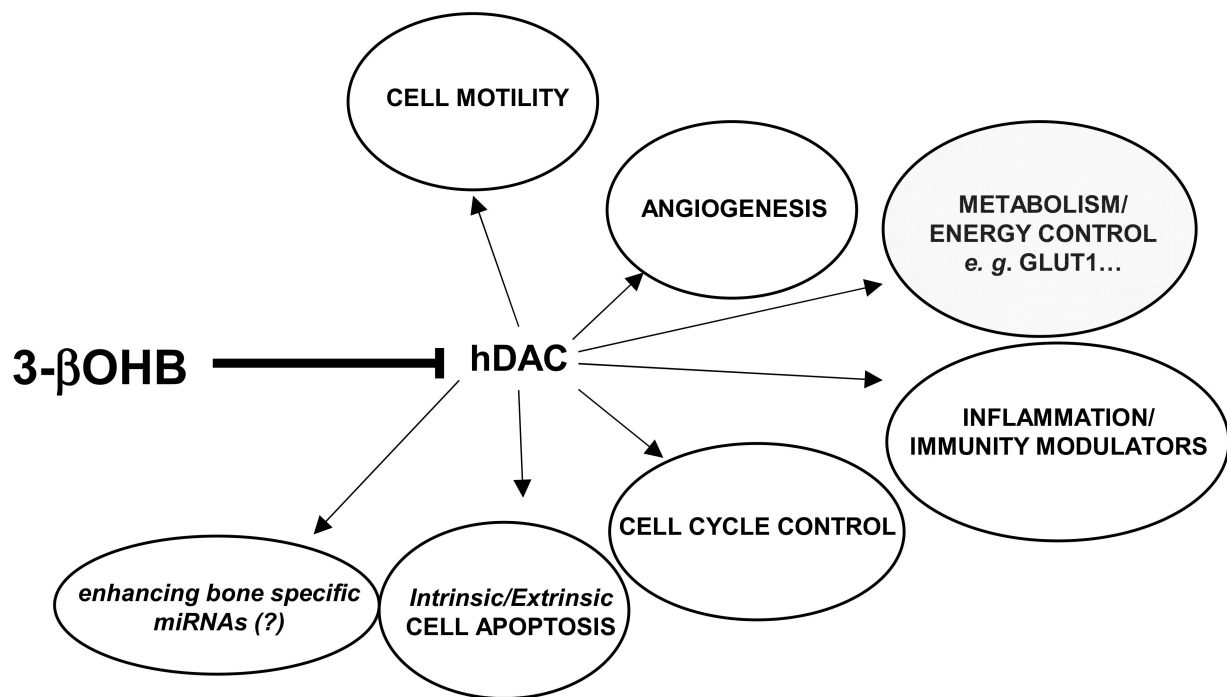 CELL MOTILITY
ANGIOGENESIS
METABOLISM/
ENERGY CONTROL
e. g. GLUT1…
3-βOHB
hDAC
INFLAMMATION/
IMMUNITY MODULATORS
CELL CYCLE CONTROL
enhancing bone specific
miRNAs (?)
Intrinsic/Extrinsic
CELL APOPTOSIS